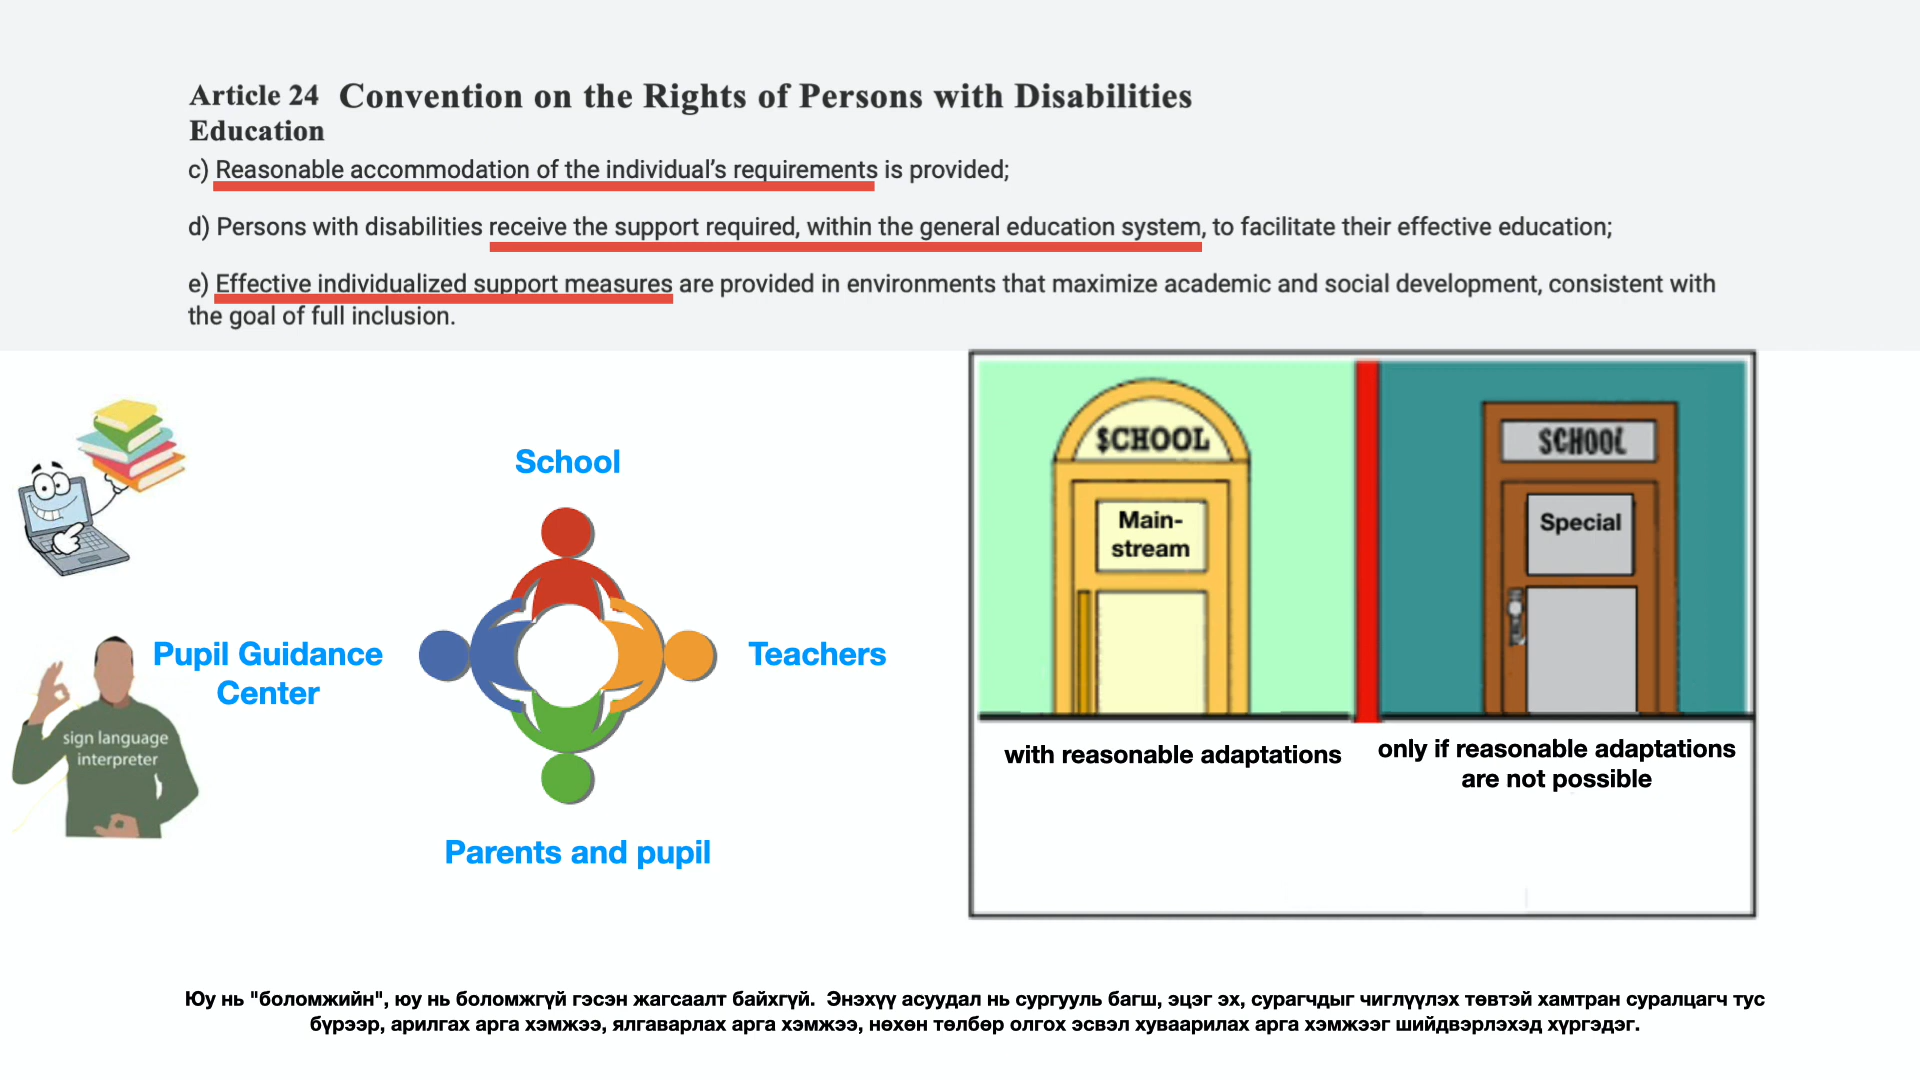 Article 24 Convention on the Rights of Persons with Disabilities
Education
c) Reasonable accommodation of the individual’s requirements is provided;
d) Persons with disabilities receive the support required, within the general education system, to facilitate their effective education;
e) Effective individualized support measures are provided in environments that maximize academic and social development, consistent with
the goal of full inclusion.
School
Pupil Guidance
Center
Teachers
Parents and pupil
sign language
interpreter
SCHOOL
Main-
stream
with reasonable adaptations
SCHOOL
Special
only if reasonable adaptations
are not possible
Юу нь "боломжийн", юу нь боломжгүй гэсэн жагсаалт байхгүй. Энэхүү асуудал нь сургууль багш, эцэг эх, сурагчдыг чиглүүлэх төвтэй хамтран суралцагч тус
бүрээр, арилгах арга хэмжээ, ялгаварлах арга хэмжээ, нөхөн төлбөр олгох эсвэл хуваарилах арга хэмжээг шийдвэрлэхэд хүргэдэг.